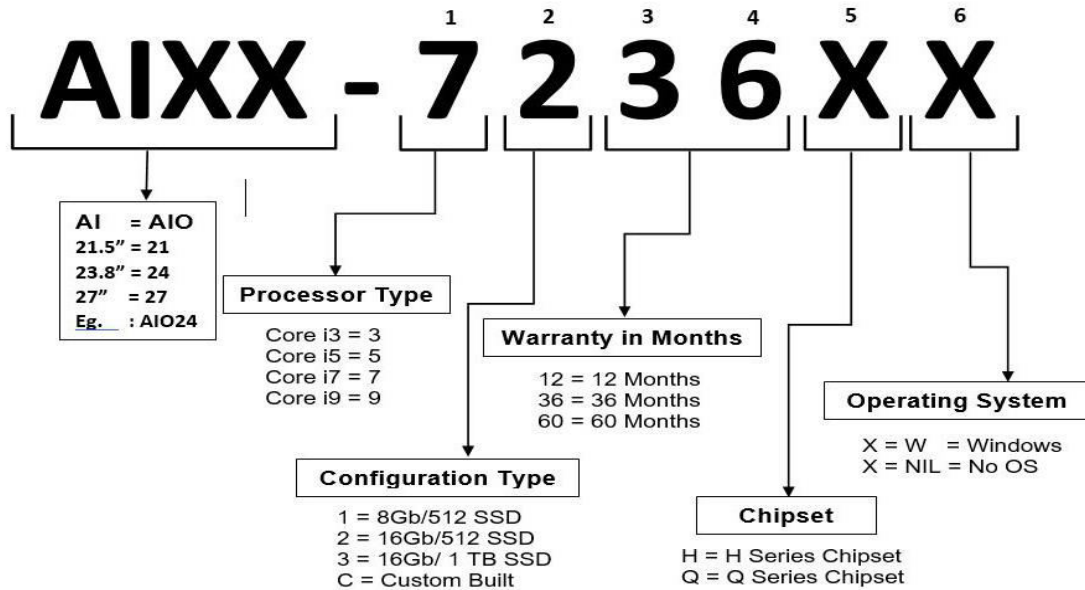 1 2 3 4 5 6
AIXX - 7 2 3 6 X X
AI = AIO
21.5” = 21
23.8” = 24
27” = 27
Eg. : AIO24
Processor Type
Core i3 = 3
Core i5 = 5
Core i7 = 7
Core i9 = 9
Warranty in Months
12 = 12 Months
36 = 36 Months
60 = 60 Months
Operating System
X = W = Windows
X = NIL = No OS
Configuration Type
1 = 8Gb/512 SSD
2 = 16Gb/512 SSD
3 = 16Gb/ 1 TB SSD
C = Custom Built
Chipset
H = H Series Chipset
Q = Q Series Chipset